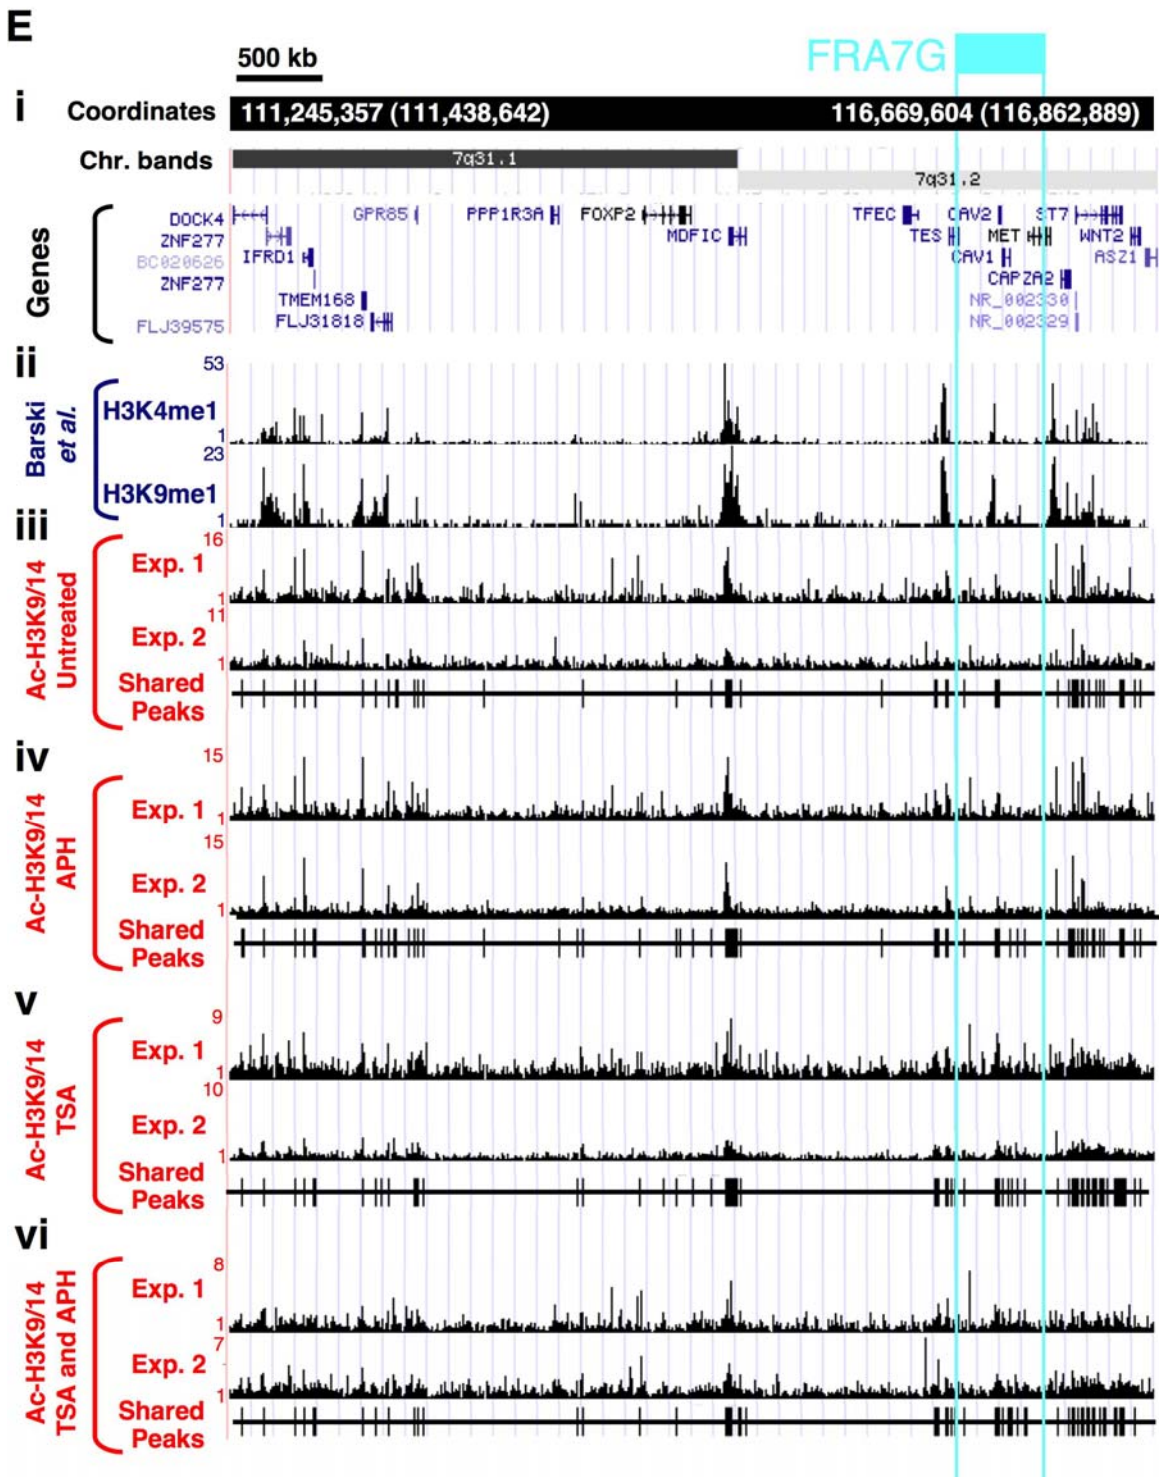 E
500 kb
FRA7G
i
Coordinates
111,245,357 (111,438,642)
116,669,604 (116,862,889)
Chr. bands
7q31.1
7q31.2
Genes
DOCK4
GPR85
PPP1R3A
FOXP2
TFEC
CAV2
ST7
ZNF277
MDFIC
TES
MET
WNT2
BC020626
IFRD1
CAV1
ASZ1
ZNF277
CAPZA2
TMEM168
NR_002330
FLJ39575
FLJ31818
NR_002329
ii
Barski
et al.
53
H3K4me1
1
23
H3K9me1
1
iii
Ac-H3K9/14
Untreated
16
Exp. 1
1
11
Exp. 2
1
Shared
Peaks
iv
Ac-H3K9/14
APH
15
Exp. 1
1
15
Exp. 2
1
Shared
Peaks
v
Ac-H3K9/14
TSA
9
Exp. 1
1
10
Exp. 2
1
Shared
Peaks
vi
Ac-H3K9/14
TSA and APH
8
Exp. 1
1
7
Exp. 2
1
Shared
Peaks